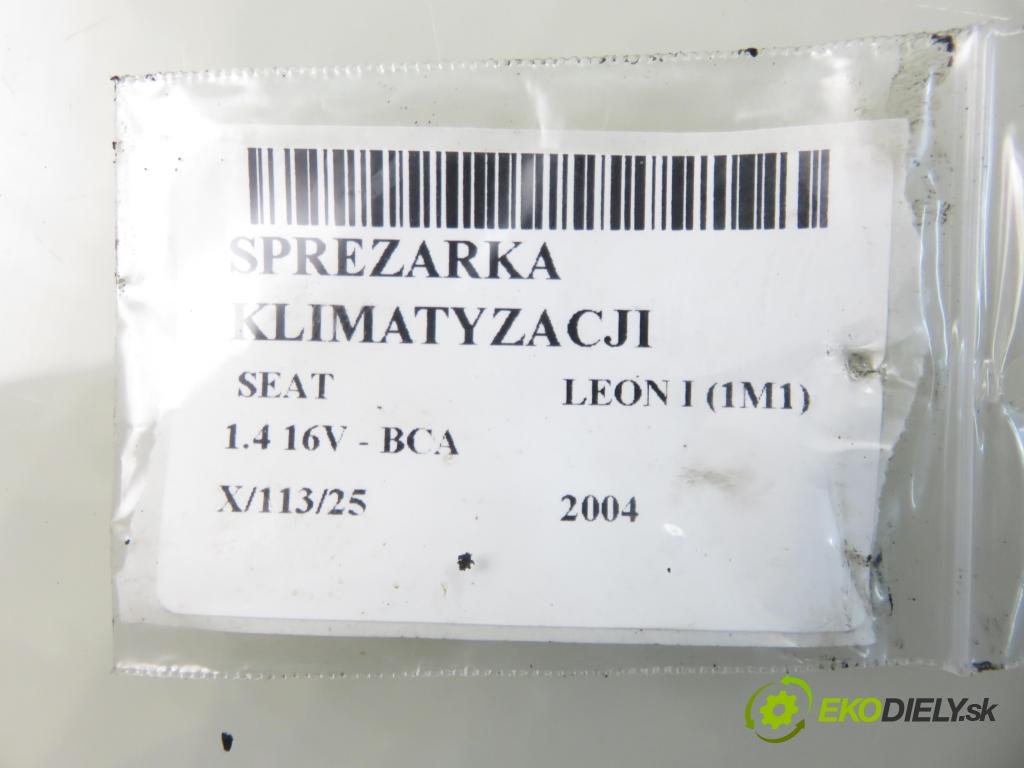 SPREZARKA
KLIMATYZACJI
SEAT LEON I (1M1)
1.4 16V - BCA
X/113/25 2004
EKODIELY.sk